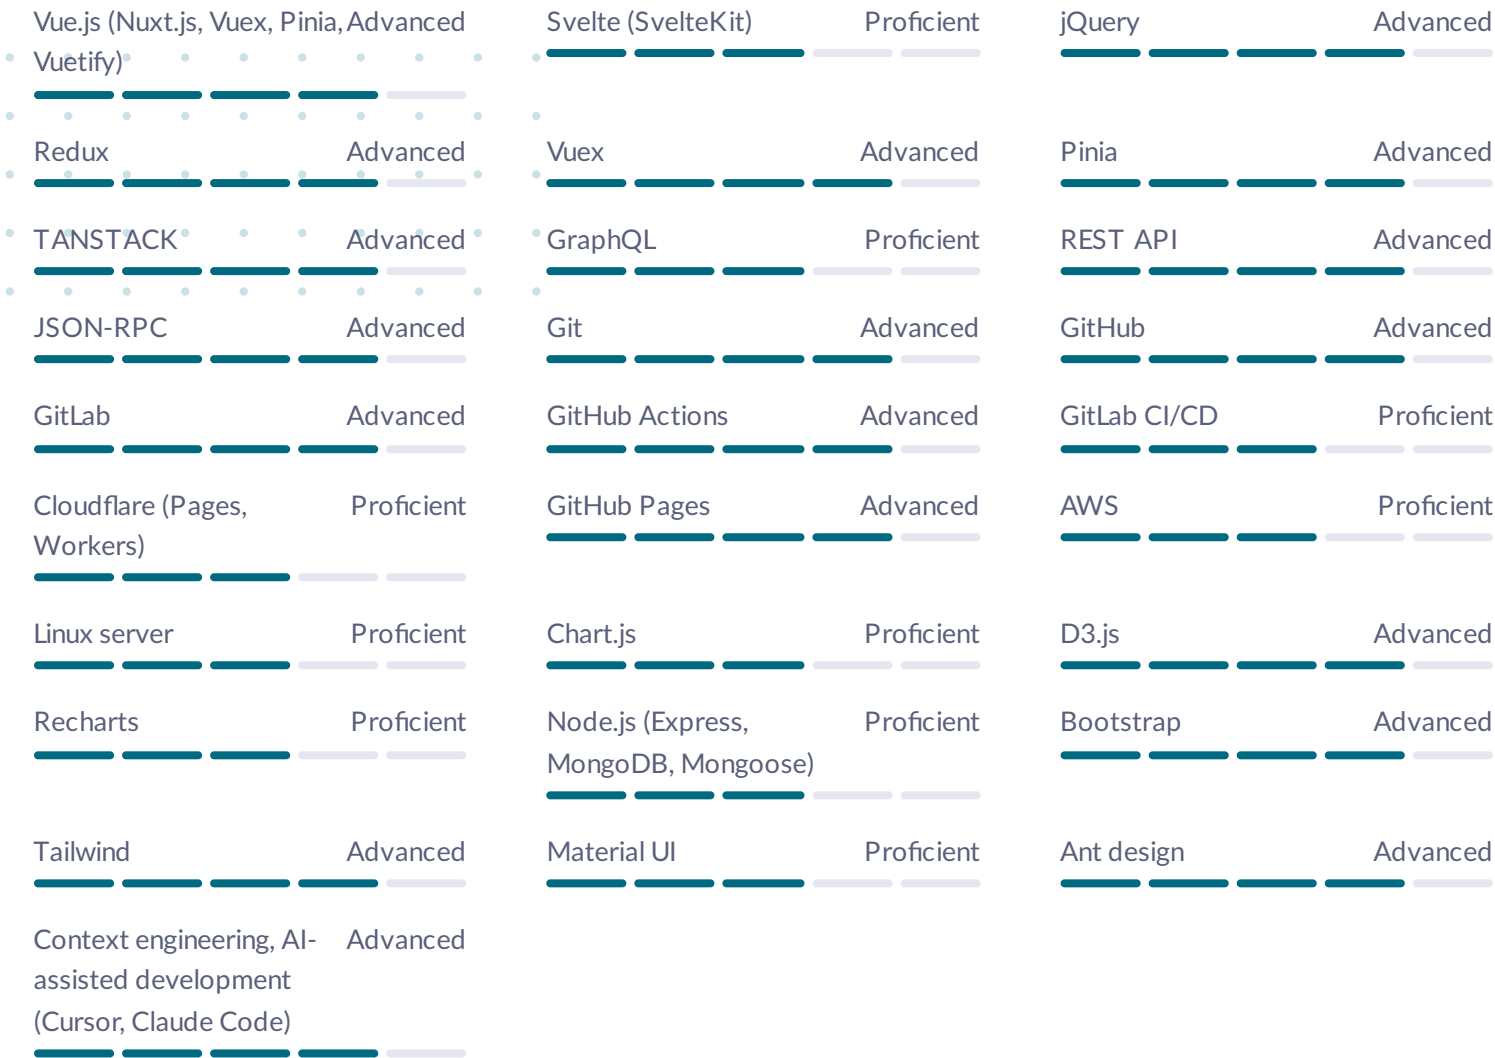 Vue.js (Nuxt.js, Vuex, Pinia, Advanced
Vuetify)
Svelte (SvelteKit) Proficient
jQuery Advanced
Redux Advanced
Vuex Advanced
Pinia Advanced
TANSTACK Advanced
GraphQL Proficient
REST API Advanced
JSON-RPC Advanced
Git Advanced
GitHub Advanced
GitLab Advanced
GitHub Actions Advanced
GitLab CI/CD Proficient
Cloudflare (Pages, Proficient
Workers)
GitHub Pages Advanced
AWS Proficient
Linux server Proficient
Chart.js Proficient
D3.js Advanced
Recharts Proficient
Node.js (Express, Proficient
MongoDB, Mongoose)
Bootstrap Advanced
Tailwind Advanced
Material UI Proficient
Ant design Advanced
Context engineering, AI- Advanced
assisted development
(Cursor, Claude Code)